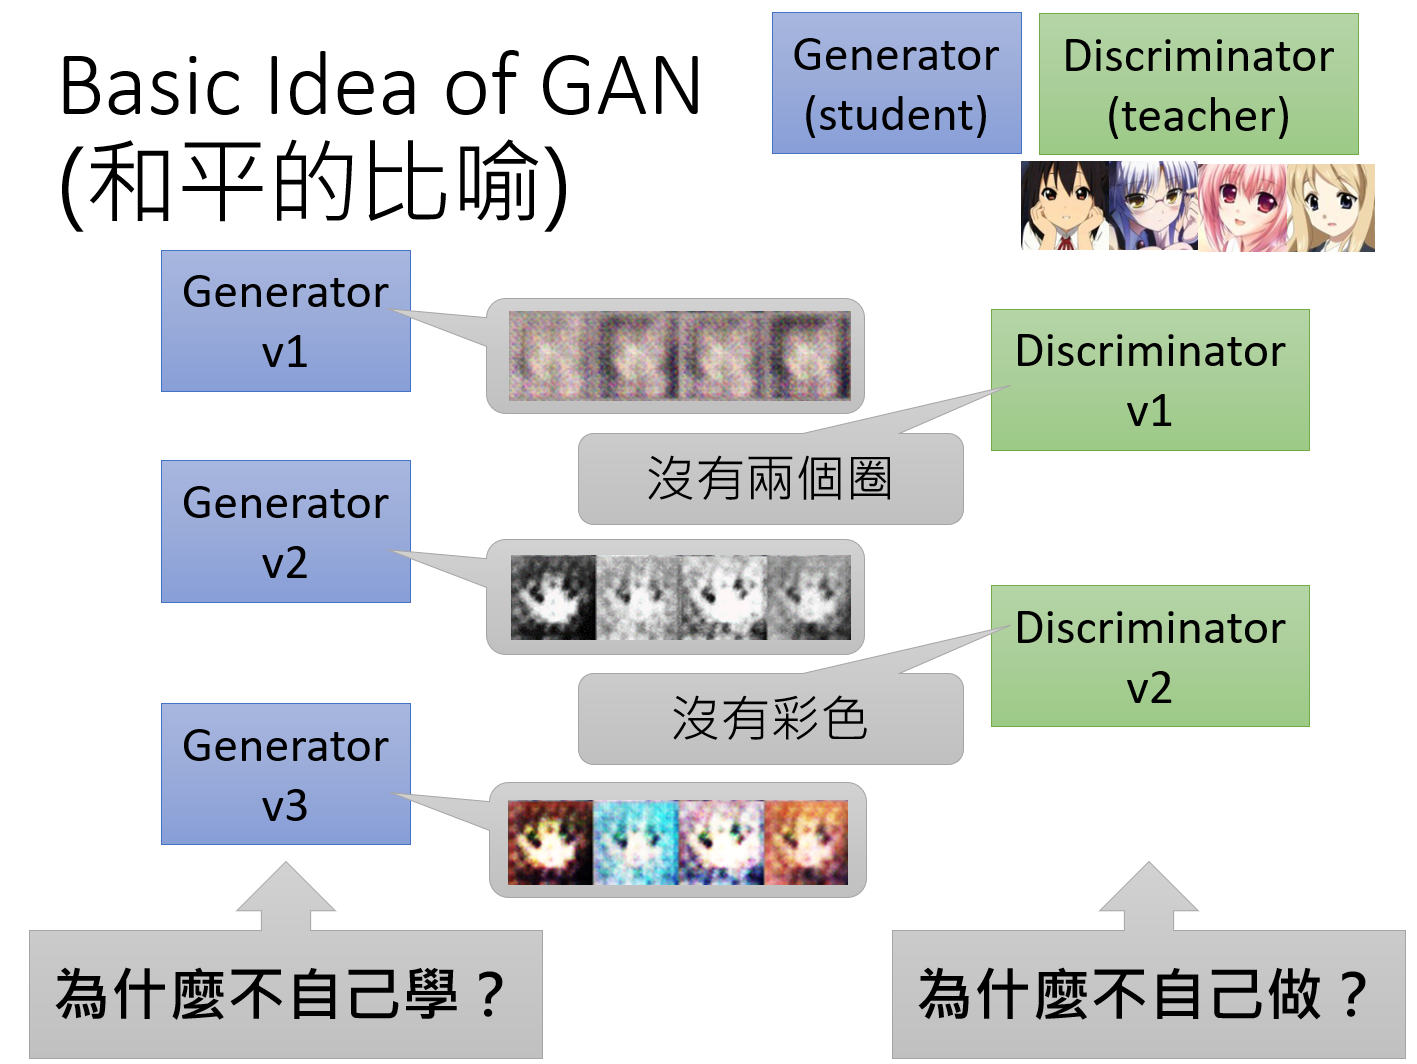 Basic Idea of GAN
(和平的比喻)
Generator
(student)
Discriminator
(teacher)
Generator
v1
Discriminator
v1
沒有兩個圈
Generator
v2
Discriminator
v2
沒有彩色
Generator
v3
為什麼不自己學？
為什麼不自己做？